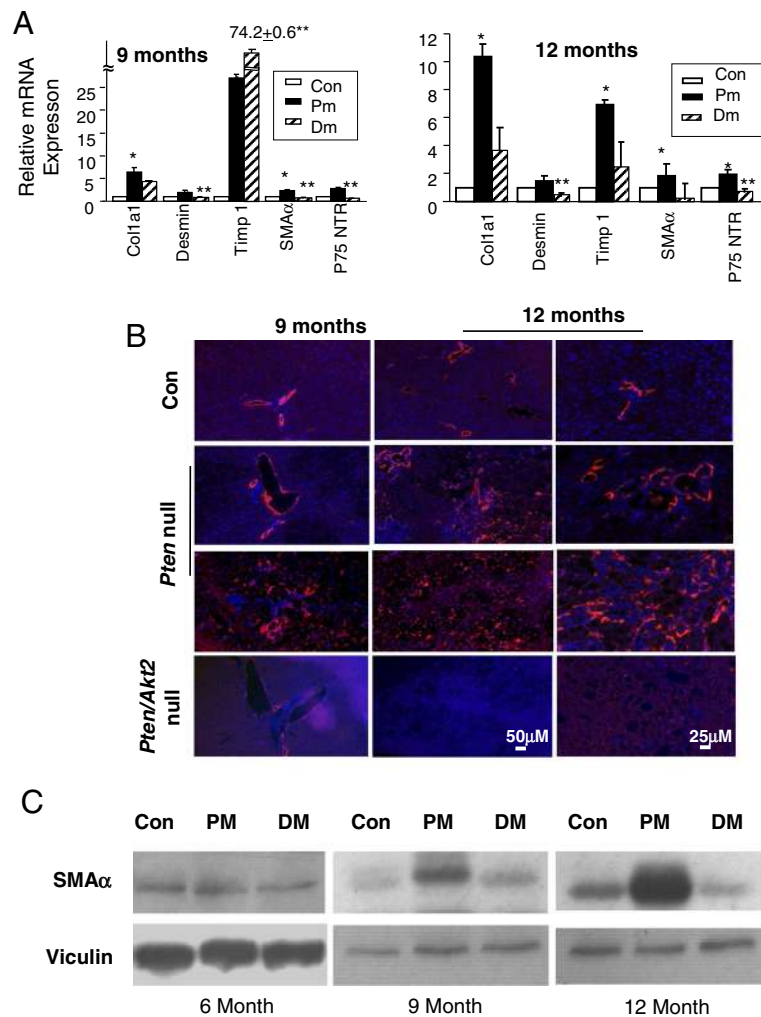 A
9 months
74.2±0.6**
Relative mRNA
Expresson
25
20
15
10
5
0
≈
Con
Pm
Dm
*
**
*
**
**
Col1a1
Desmin
Timp 1
SMAα
P75 NTR
12 months
12
10
8
6
4
2
0
Con
Pm
Dm
*
**
*
*
*
**
Col1a1
Desmin
Timp 1
SMAα
P75 NTR
B
9 months
12 months
Con
Pten null
Pten/Akt2
null
50µM
25µM
C
Con PM DM
Con PM DM
Con PM DM
SMAα
Viculin
6 Month
9 Month
12 Month